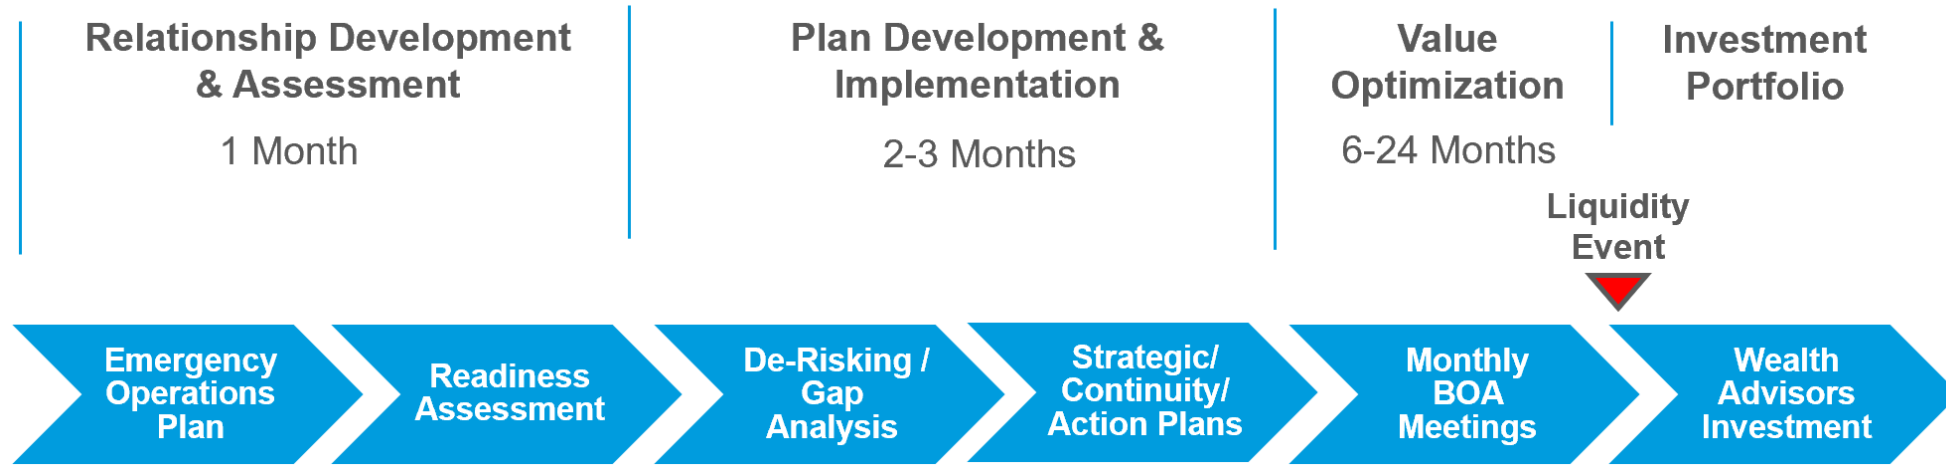 Relationship Development
& Assessment
1 Month
Plan Development &
Implementation
2-3 Months
Value
Optimization
6-24 Months
Investment
Portfolio
Liquidity
Event
Emergency
Operations
Plan
Readiness
Assessment
De-Risking /
Gap
Analysis
Strategic/
Continuity/
Action Plans
Monthly
BOA
Meetings
Wealth
Advisors
Investment